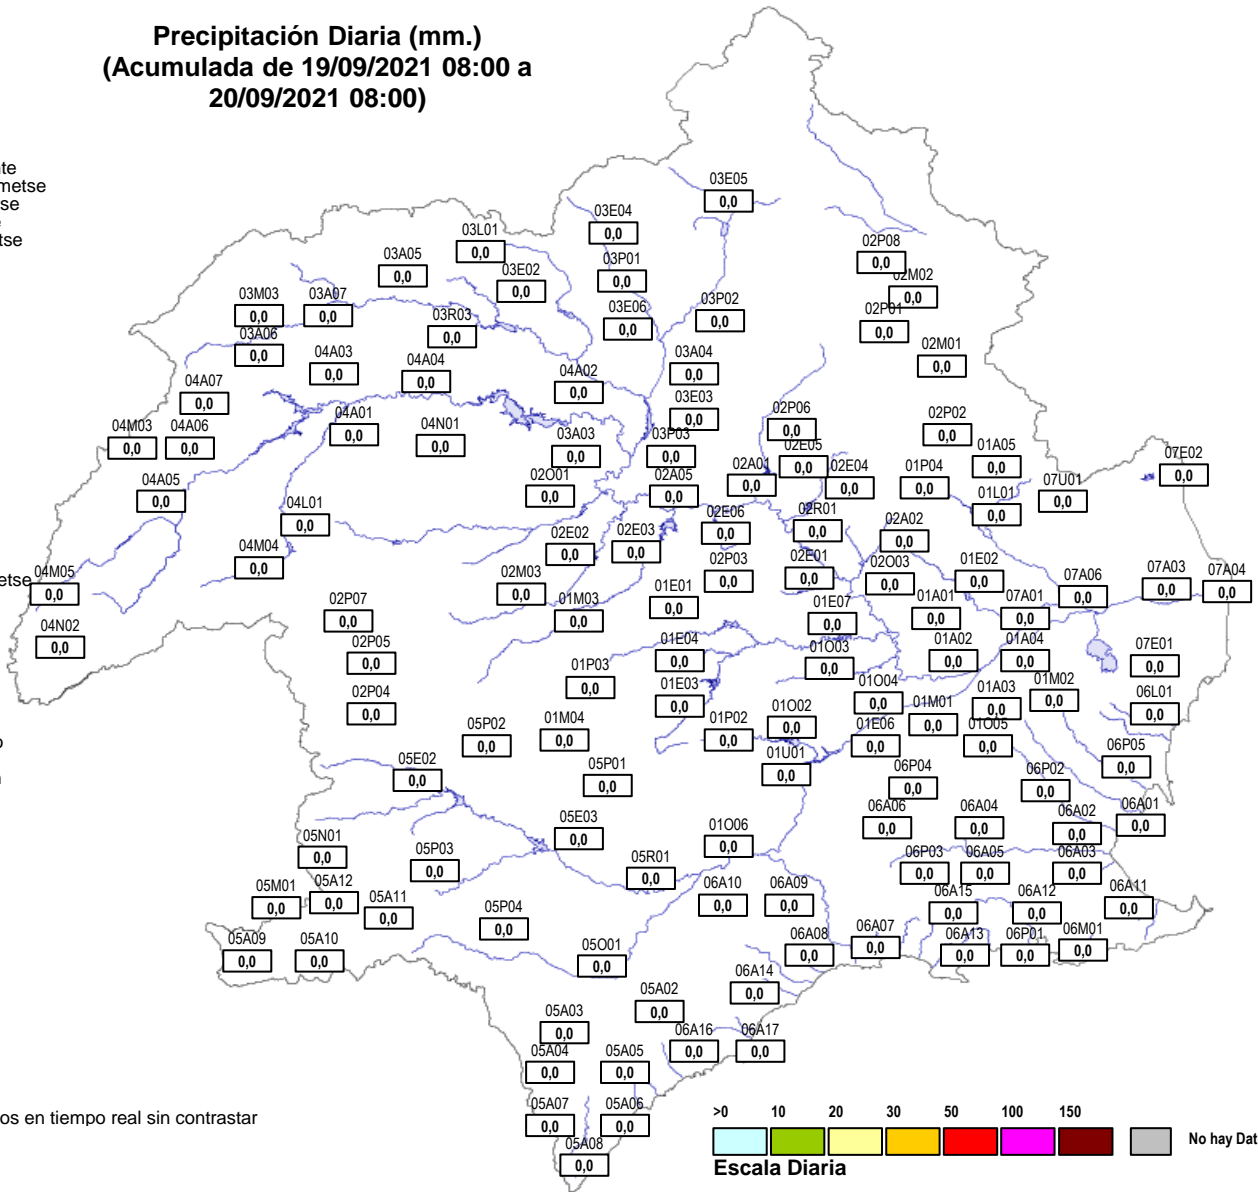 Precipitación Diaria (mm.)
(Acumulada de 19/09/2021 08:00 a
20/09/2021 08:00)
03E05
0,0
03E04
0,0
03L01
0,0
03A05
0,0
03P01
0,0
03E02
0,0
02P08
0,0
02M02
0,0
03M03
0,0
03A07
0,0
03R03
0,0
03E06
0,0
03P02
0,0
02P01
0,0
03A06
0,0
04A03
0,0
04A04
0,0
04A02
0,0
03A04
0,0
02M01
0,0
04A07
0,0
03E03
0,0
04M03
0,0
04A06
0,0
04A01
0,0
04N01
0,0
03A03
0,0
03P03
0,0
02P06
0,0
02E05
0,0
02P02
0,0
01A05
0,0
07E02
0,0
04A05
0,0
02O01
0,0
02A05
0,0
02A01
0,0
02E04
0,0
01P04
0,0
01L01
0,0
07U01
0,0
04L01
0,0
02E02
0,0
02E03
0,0
02E06
0,0
02R01
0,0
02A02
0,0
04M04
0,0
04M05
0,0
02M03
0,0
01M03
0,0
01E01
0,0
02P03
0,0
02E01
0,0
02O03
0,0
01E02
0,0
07A06
0,0
07A03
0,0
07A04
0,0
04N02
0,0
02P07
0,0
02P05
0,0
02P04
0,0
01E07
0,0
01A01
0,0
07A01
0,0
01E04
0,0
01O03
0,0
01A02
0,0
01A04
0,0
07E01
0,0
01P03
0,0
01E03
0,0
01O04
0,0
01M01
0,0
01A03
0,0
01M02
0,0
06L01
0,0
05P02
0,0
01M04
0,0
01P02
0,0
01O02
0,0
01E06
0,0
01O05
0,0
05E02
0,0
05P01
0,0
01U01
0,0
06P04
0,0
06P02
0,0
06P05
0,0
05E03
0,0
01O06
0,0
06A06
0,0
06A04
0,0
06A02
0,0
06A01
0,0
05N01
0,0
05P03
0,0
05R01
0,0
06P03
0,0
06A05
0,0
06A03
0,0
05M01
0,0
05A12
0,0
05A11
0,0
05P04
0,0
06A10
0,0
06A09
0,0
06A15
0,0
06A12
0,0
06A11
0,0
05A09
0,0
05A10
0,0
05O01
0,0
06A08
0,0
06A07
0,0
06A13
0,0
06P01
0,0
06M01
0,0
05A02
0,0
06A14
0,0
05A03
0,0
06A16
0,0
06A17
0,0
05A04
0,0
05A05
0,0
05A07
0,0
05A06
0,0
05A08
0,0
os en tiempo real sin contrastar
>0 10 20 30 50 100 150
No hay Dat
Escala Diaria